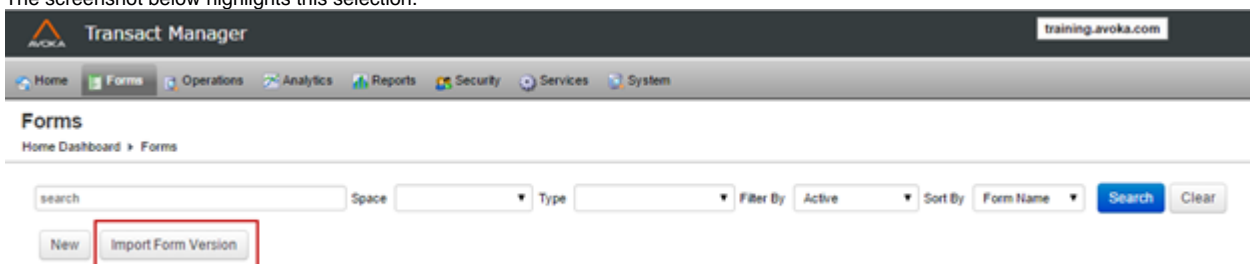 The screenshot below highlights this selection:
AVOKA Transact Manager training.avoka.com
Home Forms Operations Analytics Reports Security Services System
Forms
Home Dashboard ▸ Forms
search Space Type Filter By Active Sort By Form Name Search Clear
New Import Form Version